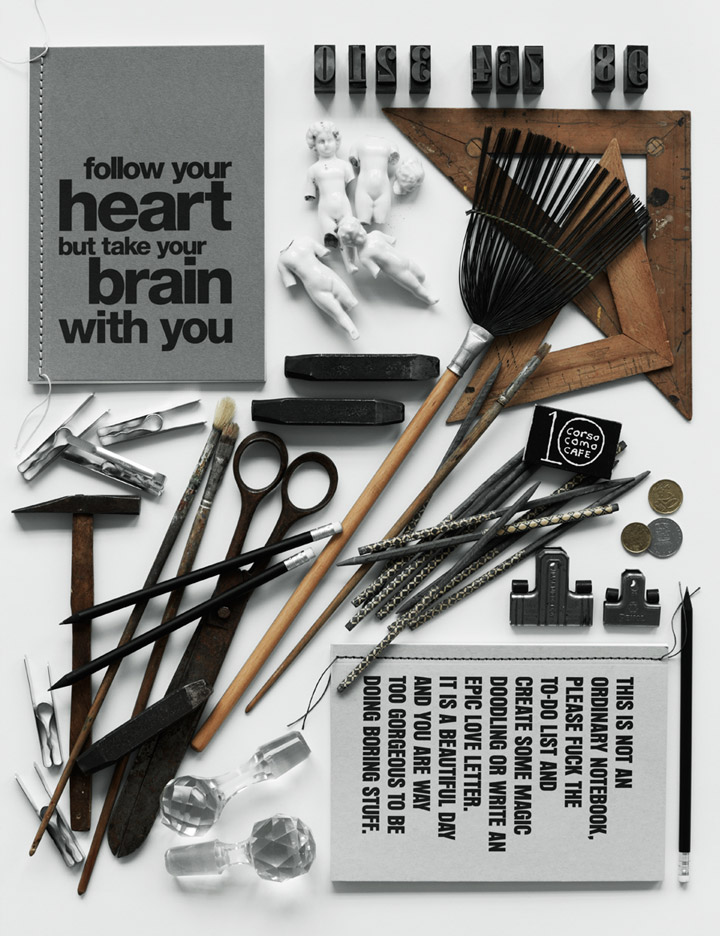 follow your
heart
but take your
brain
with you
0123 457 89
10
corso
como
CAFE
THIS IS NOT AN
ORDINARY NOTEBOOK,
PLEASE FUCK THE
TO-DO LIST AND
CREATE SOME MAGIC
DOODLING OR WRITE AN
EPIC LOVE LETTER.
IT IS A BEAUTIFUL DAY
AND YOU ARE WAY
TOO GORGEOUS TO BE
DOING BORING STUFF.